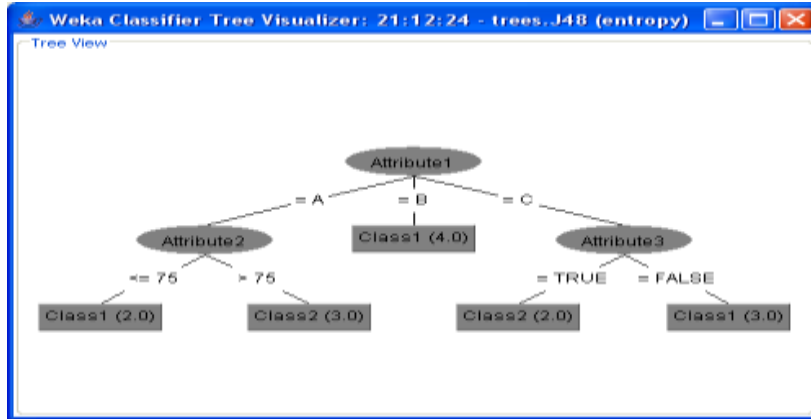 Weka Classifier Tree Visualizer: 21:12:24 - trees.J48 (entropy)
Tree View
Attribute1
= A
= B
= C
Attribute2
Class1 (4.0)
Attribute3
<= 75
> 75
= TRUE
= FALSE
Class1 (2.0)
Class2 (3.0)
Class2 (2.0)
Class1 (3.0)